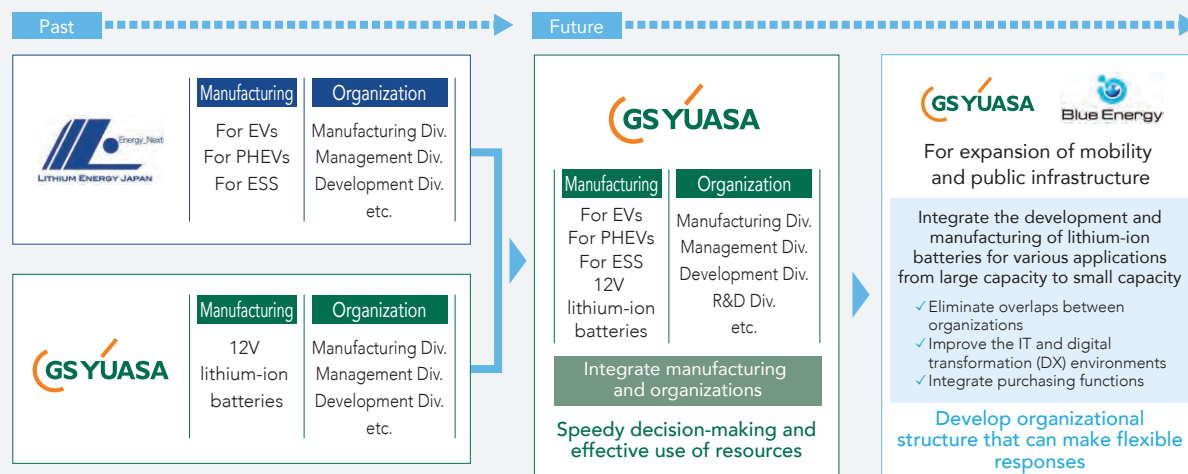 Past
Energy_Next
LITHIUM ENERGY JAPAN
Manufacturing
For EVs
For PHEVs
For ESS
Organization
Manufacturing Div.
Management Div.
Development Div.
etc.
GS YUASA
Manufacturing
12V
lithium-ion
batteries
Organization
Manufacturing Div.
Management Div.
Development Div.
etc.
Future
GS YUASA
Manufacturing
For EVs
For PHEVs
For ESS
12V
lithium-ion
batteries
Organization
Manufacturing Div.
Management Div.
Development Div.
R&D Div.
etc.
Integrate manufacturing
and organizations
Speedy decision-making and
effective use of resources
GS YUASA
Blue Energy
For expansion of mobility
and public infrastructure
Integrate the development and
manufacturing of lithium-ion
batteries for various applications
from large capacity to small capacity
✓Eliminate overlaps between
organizations
✓Improve the IT and digital
transformation (DX) environments
✓Integrate purchasing functions
Develop organizational
structure that can make flexible
responses